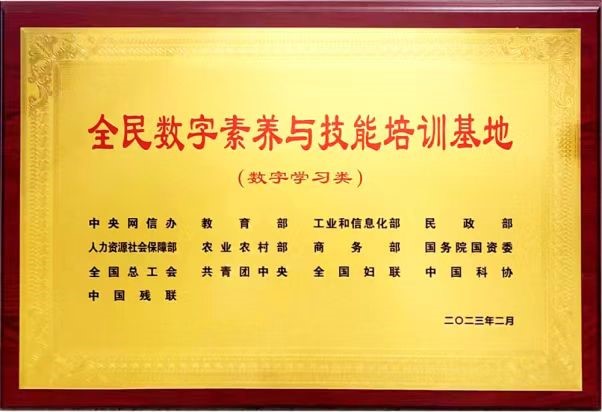 全民数字素养与技能培训基地
(数字学习类)
中央网信办 教育部 工业和信息化部 民政部
人力资源社会保障部 农业农村部 商务部 国务院国资委
全国总工会 共青团中央 全国妇联 中国科协
中国残联
二〇二三年二月